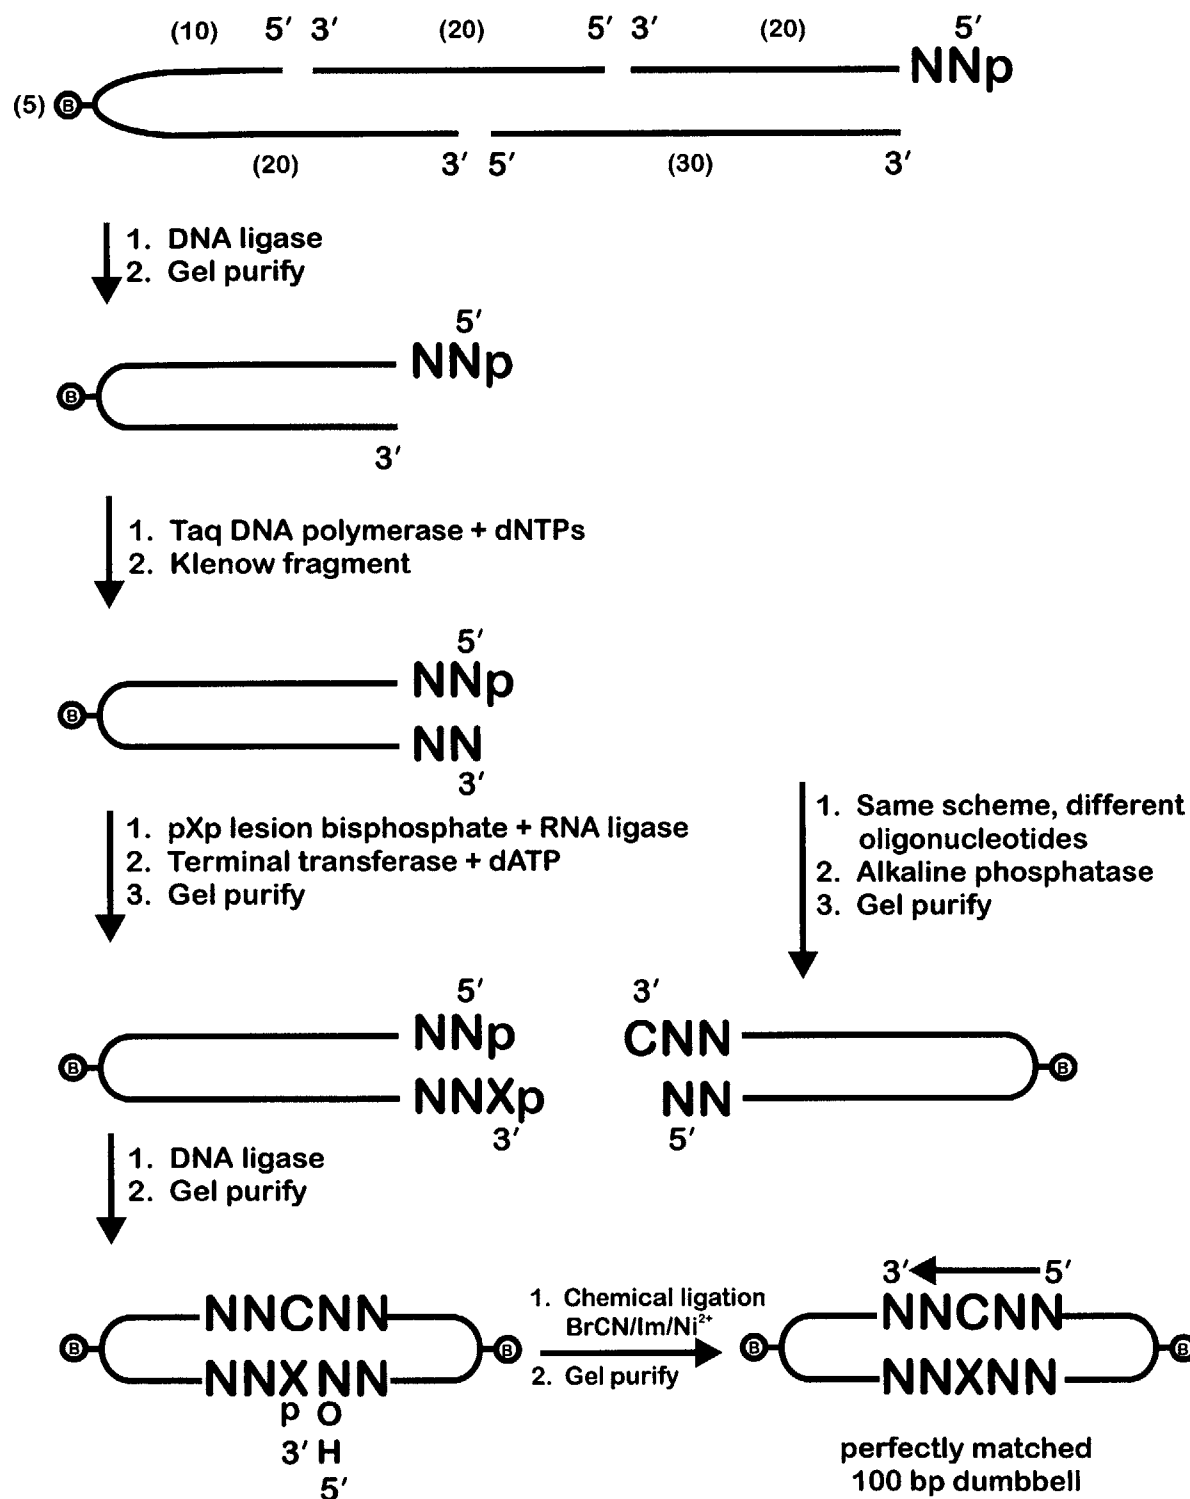 (10) 5′ 3′ (20) 5′ 3′ (20) 5′
NNp
(5) B
(20) 3′ 5′ (30) 3′
1. DNA ligase
2. Gel purify
5′
NNp
B
3′
1. Taq DNA polymerase + dNTPs
2. Klenow fragment
5′
NNp
B
NN
3′
1. pXp lesion bisphosphate + RNA ligase
2. Terminal transferase + dATP
3. Gel purify
1. Same scheme, different
oligonucleotides
2. Alkaline phosphatase
3. Gel purify
5′ 3′
NNp CNN
B B
NNXp NN
3′ 5′
1. DNA ligase
2. Gel purify
NNCNN
B B
NNXNN
p O
3′ H
5′
1. Chemical ligation
BrCN/Im/Ni²⁺
2. Gel purify
3′ 5′
NNCNN
B B
NNXNN
perfectly matched
100 bp dumbbell